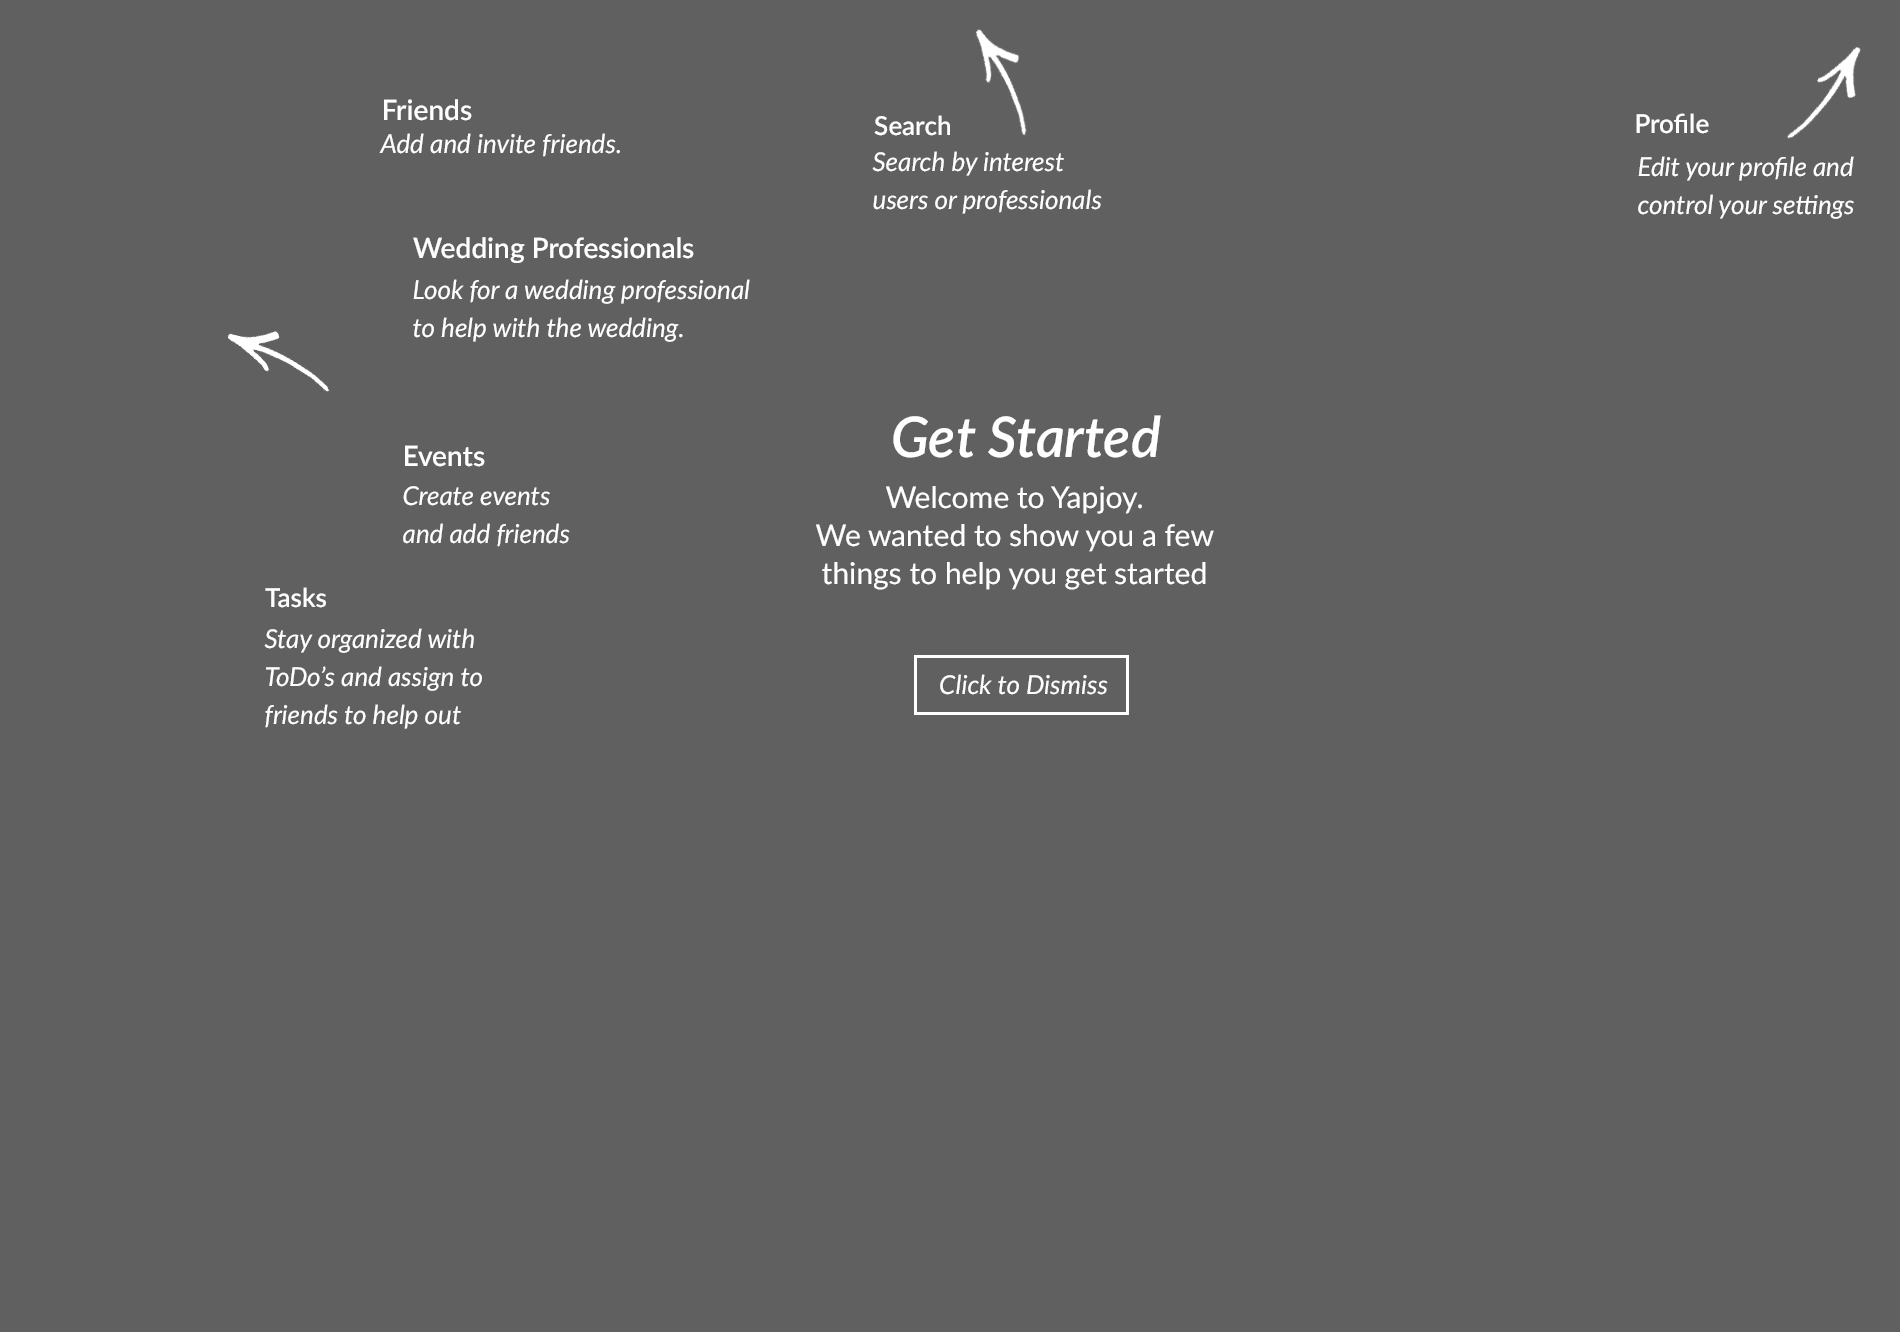 Friends
Add and invite friends.
Search
Search by interest
users or professionals
Profile
Edit your profile and
control your settings
Wedding Professionals
Look for a wedding professional
to help with the wedding.
Events
Create events
and add friends
Tasks
Stay organized with
ToDo’s and assign to
friends to help out
Get Started
Welcome to Yapjoy.
We wanted to show you a few
things to help you get started
Click to Dismiss